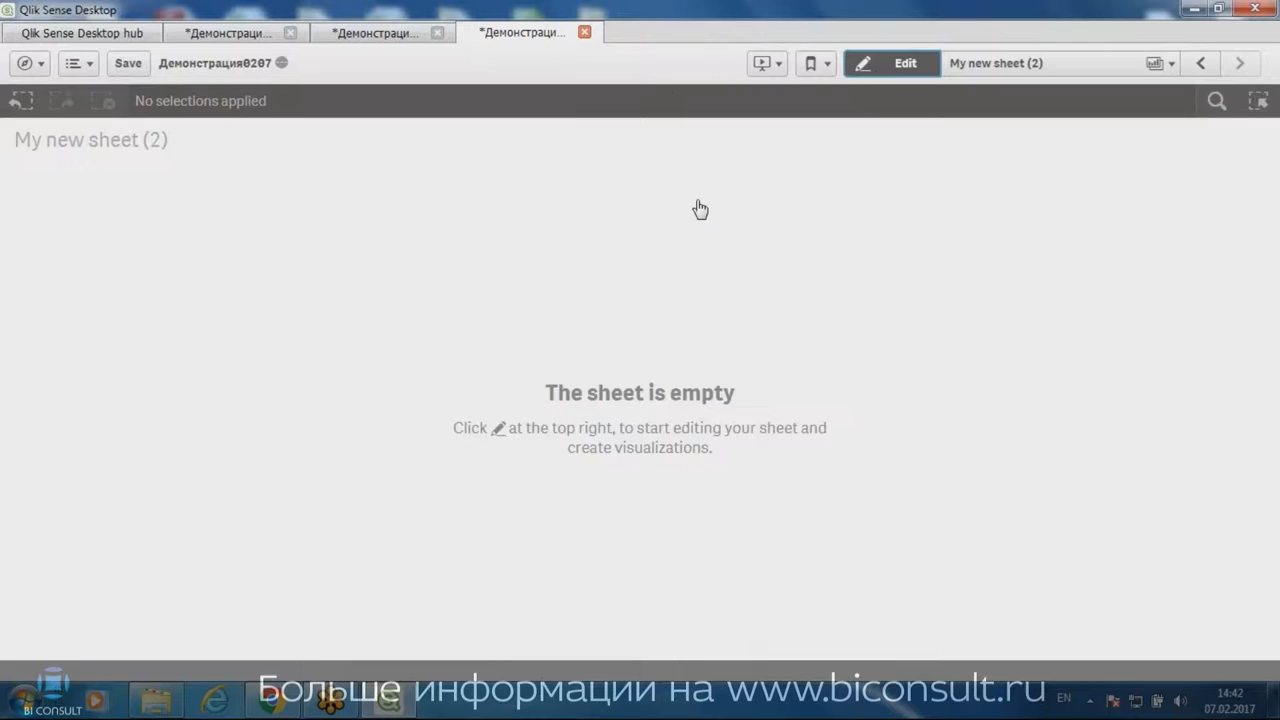 Qlik Sense Desktop
Qlik Sense Desktop hub
*Демонстраци...
*Демонстраци...
*Демонстраци...
Save
Демонстрация0207
Edit
My new sheet (2)
No selections applied
My new sheet (2)
The sheet is empty
Click at the top right, to start editing your sheet and
create visualizations.
Больше информации на www.biconsult.ru
BI CONSULT
EN
14:42
07.02.2017